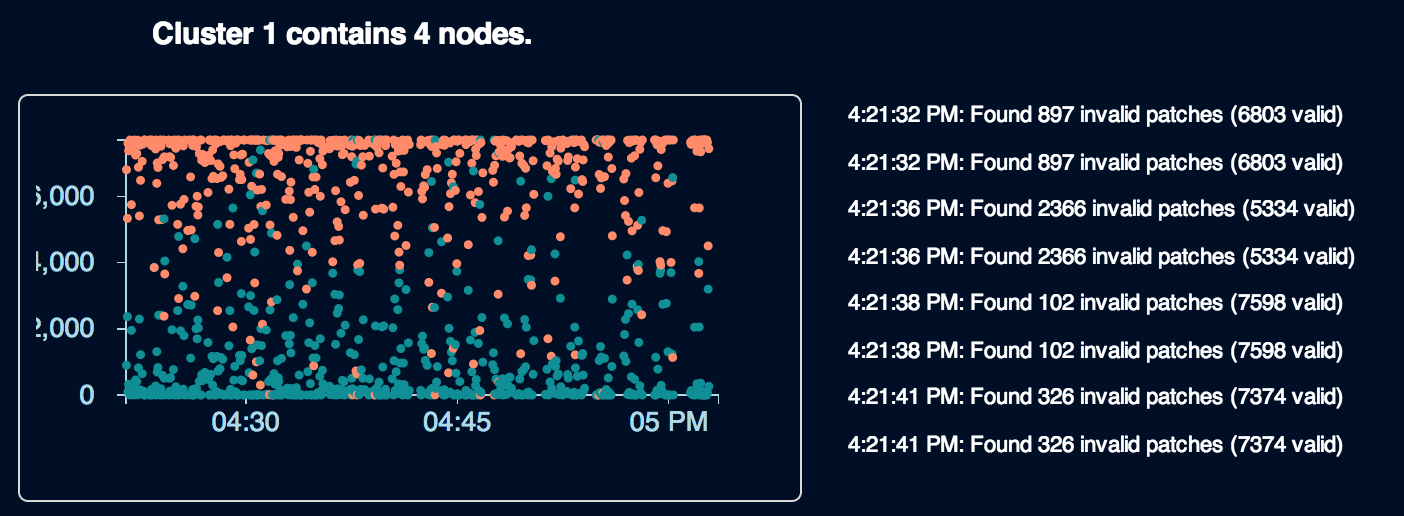 Cluster 1 contains 4 nodes.
6,000
4,000
2,000
0
04:30 04:45 05 PM
4:21:32 PM: Found 897 invalid patches (6803 valid)
4:21:32 PM: Found 897 invalid patches (6803 valid)
4:21:36 PM: Found 2366 invalid patches (5334 valid)
4:21:36 PM: Found 2366 invalid patches (5334 valid)
4:21:38 PM: Found 102 invalid patches (7598 valid)
4:21:38 PM: Found 102 invalid patches (7598 valid)
4:21:41 PM: Found 326 invalid patches (7374 valid)
4:21:41 PM: Found 326 invalid patches (7374 valid)